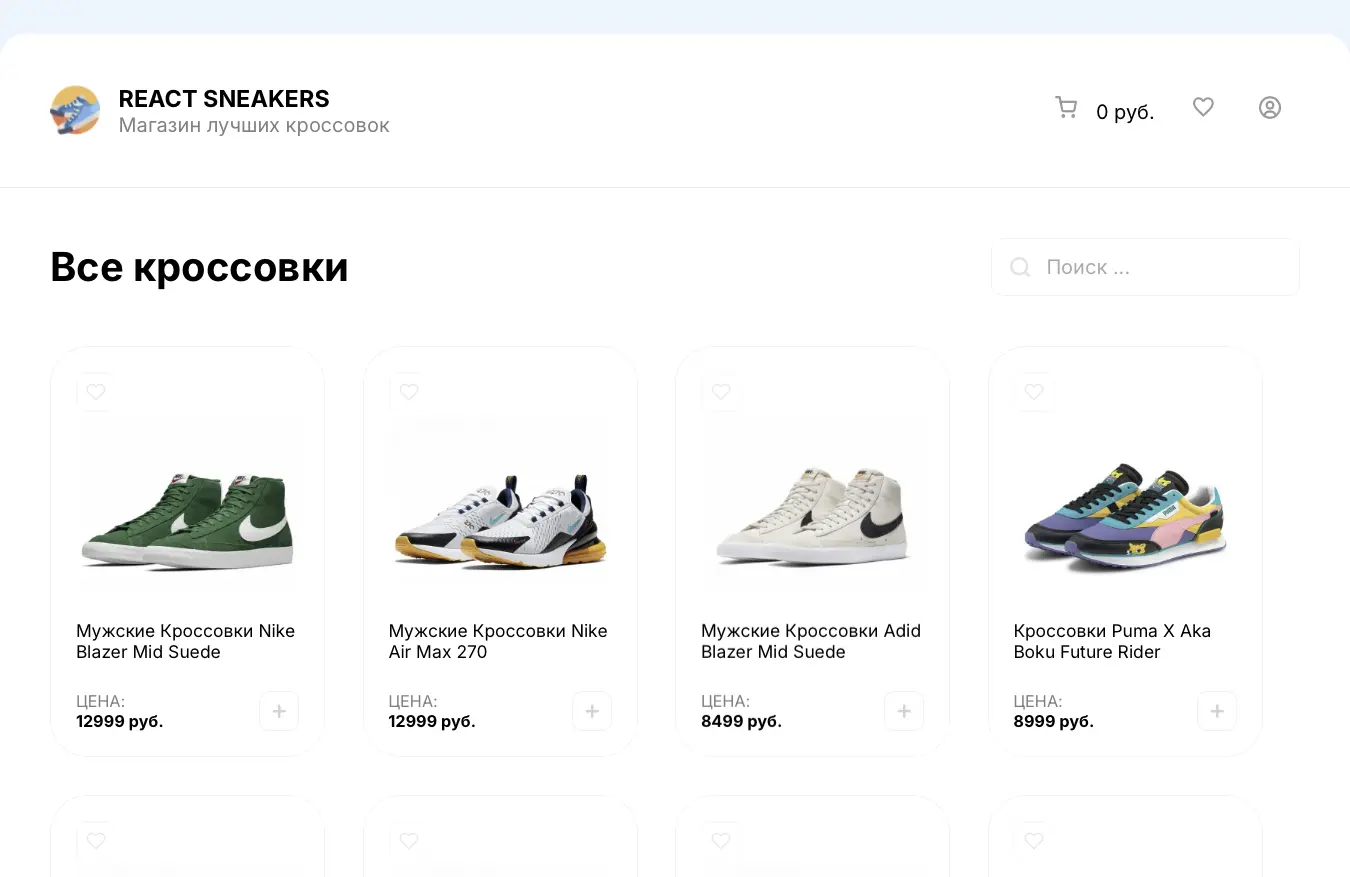 REACT SNEAKERS
Магазин лучших кроссовок
0 руб.
Все кроссовки
Поиск ...
Мужские Кроссовки Nike
Blazer Mid Suede
ЦЕНА:
12999 руб.
Мужские Кроссовки Nike
Air Max 270
ЦЕНА:
12999 руб.
Мужские Кроссовки Adid
Blazer Mid Suede
ЦЕНА:
8499 руб.
Кроссовки Puma X Aka
Boku Future Rider
ЦЕНА:
8999 руб.